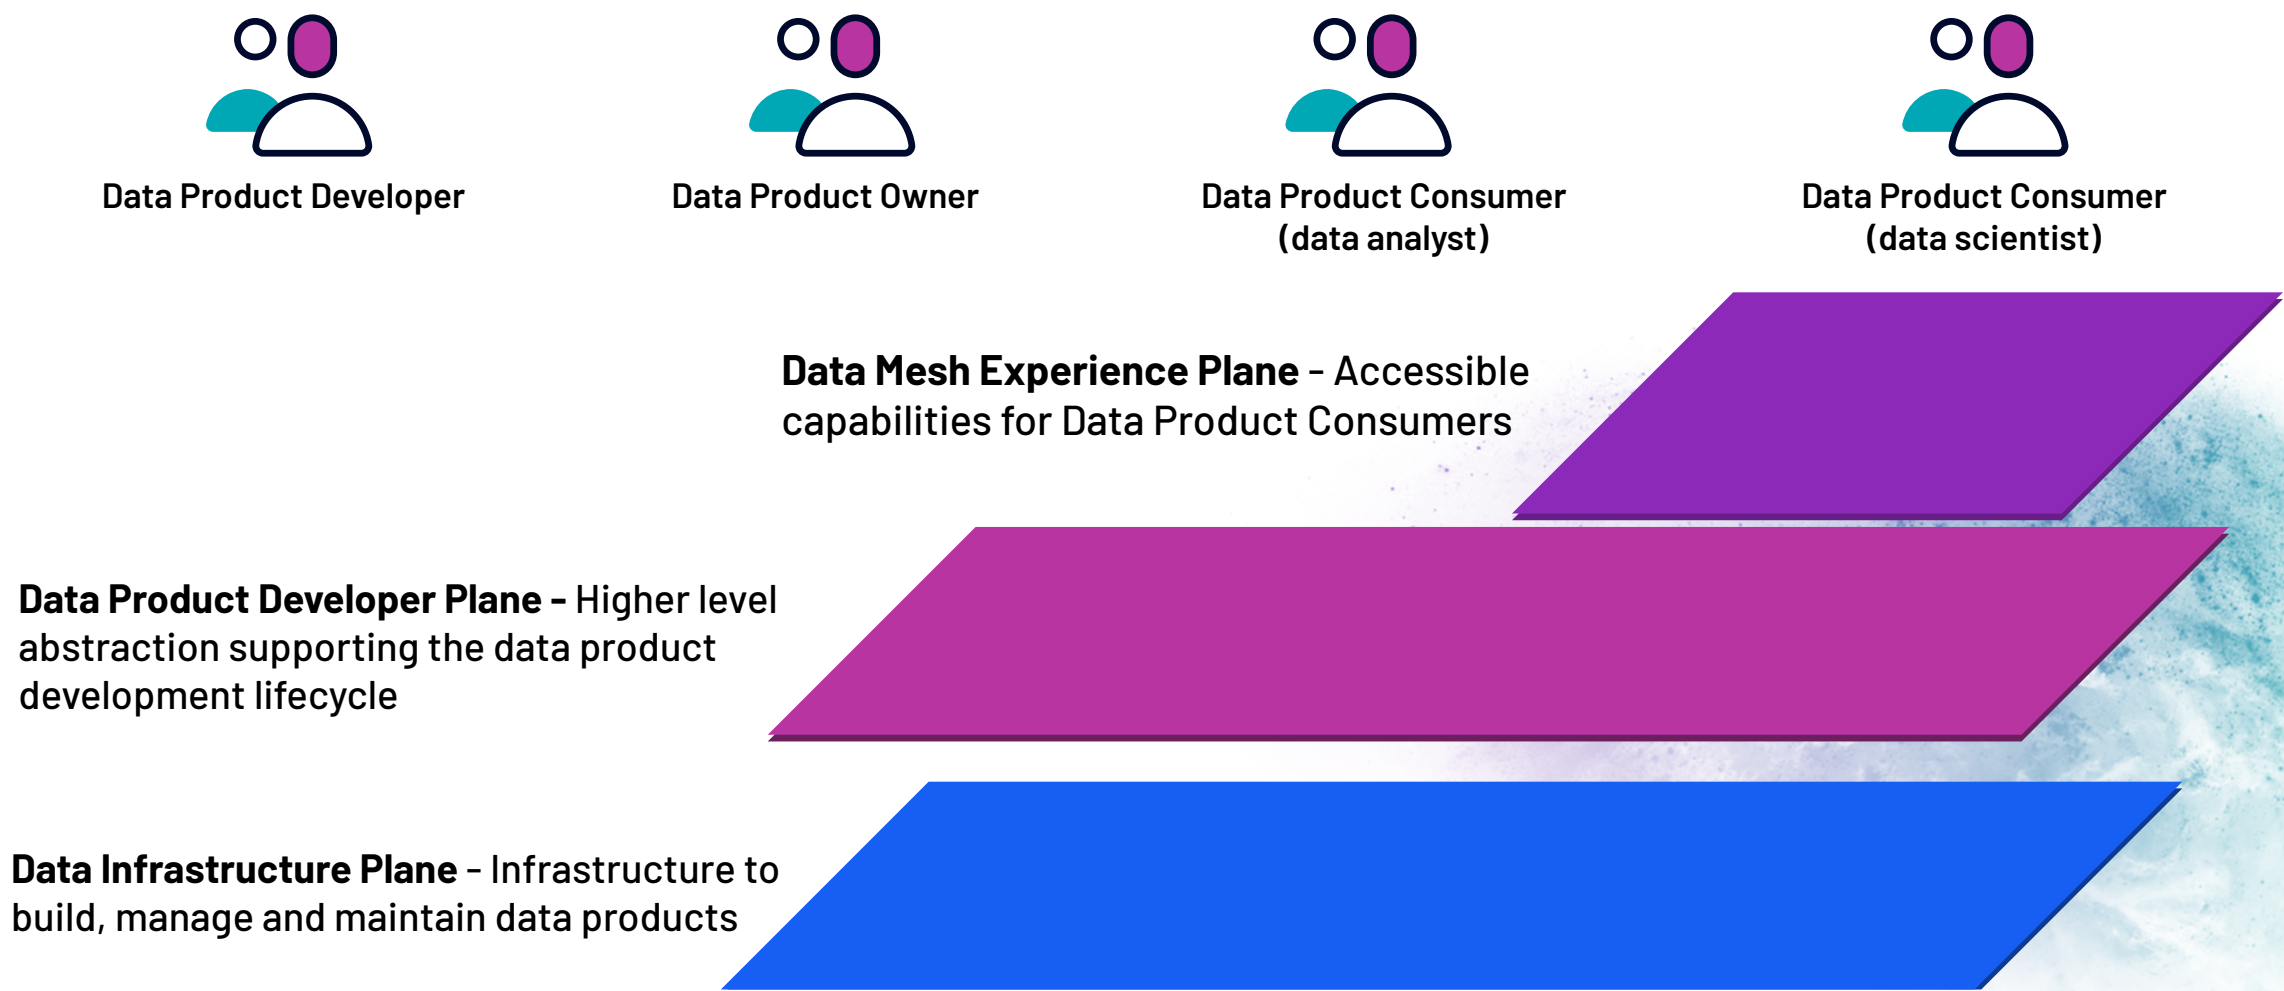 Data Product Developer
Data Product Owner
Data Product Consumer
(data analyst)
Data Product Consumer
(data scientist)
Data Mesh Experience Plane - Accessible
capabilities for Data Product Consumers
Data Product Developer Plane - Higher level
abstraction supporting the data product
development lifecycle
Data Infrastructure Plane - Infrastructure to
build, manage and maintain data products